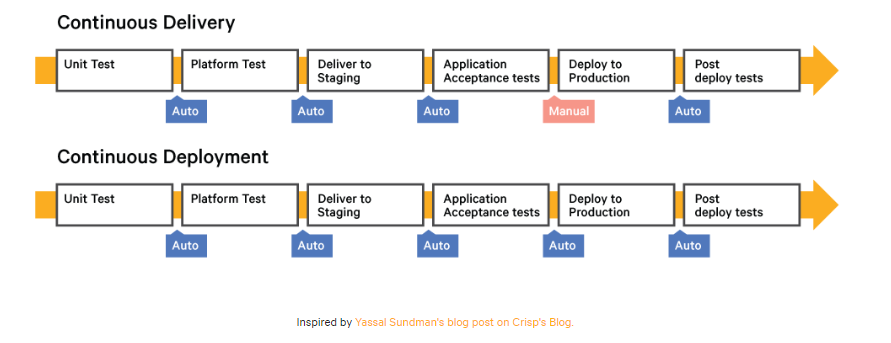 Continuous Delivery
Unit Test
Platform Test
Deliver to
Staging
Application
Acceptance tests
Deploy to
Production
Post
deploy tests
Auto
Auto
Auto
Manual
Auto
Continuous Deployment
Unit Test
Platform Test
Deliver to
Staging
Application
Acceptance tests
Deploy to
Production
Post
deploy tests
Auto
Auto
Auto
Auto
Auto
Inspired by Yassal Sundman's blog post on Crisp's Blog.